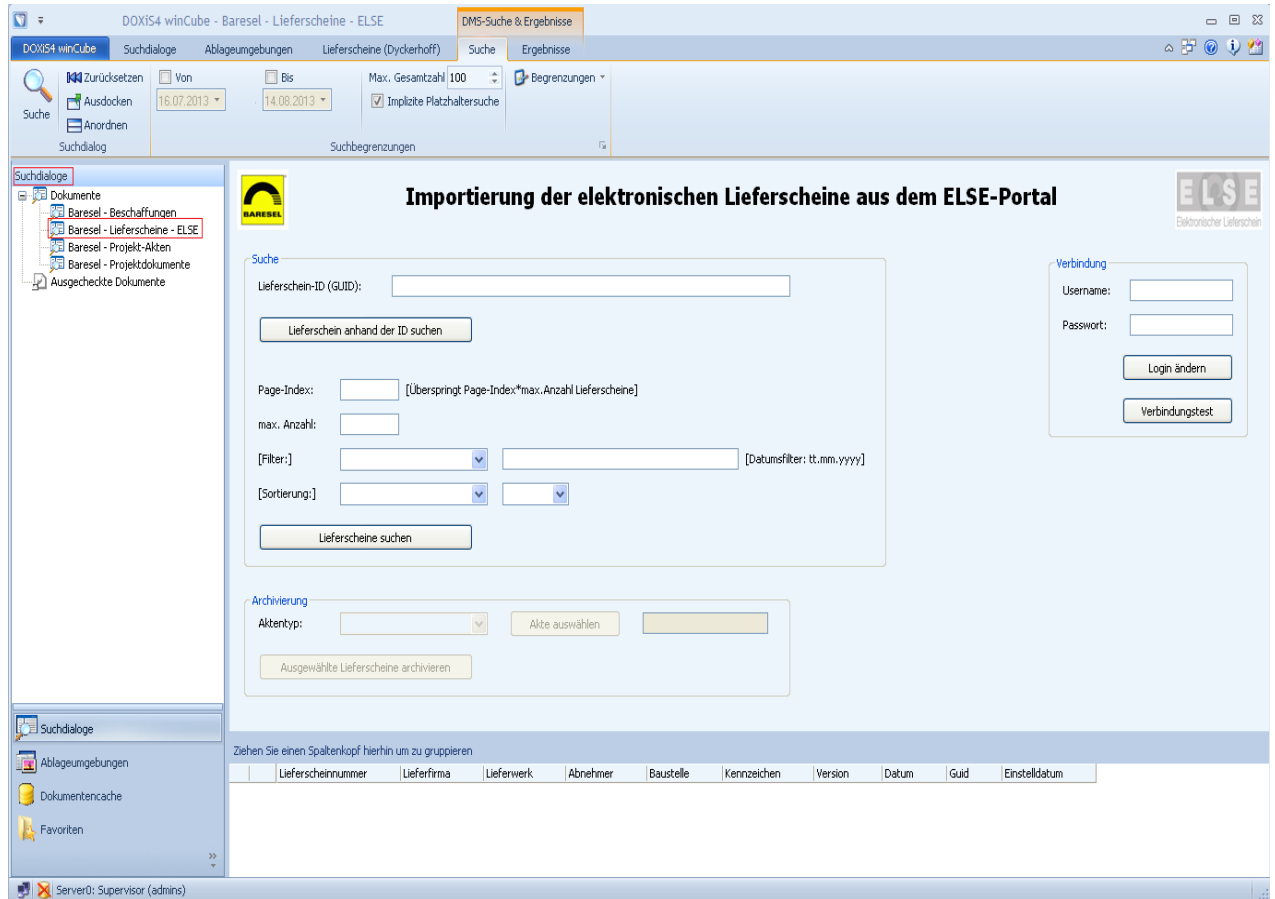 DOXiS4 winCube - Baresel - Lieferscheine - ELSE
DMS-Suche & Ergebnisse
DOXiS4 winCube Suchdialoge Ablageumgebungen Lieferscheine (Dyckerhoff) Suche Ergebnisse
Suche
Zurücksetzen
Ausdocken
Anordnen
Suchdialog
Von
16.07.2013
Bis
14.08.2013
Max. Gesamtzahl 100
Implizite Platzhaltersuche
Begrenzungen
Suchbegrenzungen
Suchdialoge
Dokumente
Baresel - Beschaffungen
Baresel - Lieferscheine - ELSE
Baresel - Projekt-Akten
Baresel - Projektdokumente
Ausgecheckte Dokumente
BARESEL
Importierung der elektronischen Lieferscheine aus dem ELSE-Portal
ELSE
Elektronischer Lieferschein
Suche
Lieferschein-ID (GUID):
Lieferschein anhand der ID suchen
Page-Index: [Überspringt Page-Index*max.Anzahl Lieferscheine]
max. Anzahl:
[Filter:] [Datumsfilter: tt.mm.yyyy]
[Sortierung:]
Lieferscheine suchen
Verbindung
Username:
Passwort:
Login ändern
Verbindungstest
Archivierung
Aktentyp: Akte auswählen
Ausgewählte Lieferscheine archivieren
Suchdialoge
Ablageumgebungen
Dokumentencache
Favoriten
Ziehen Sie einen Spaltenkopf hierhin um zu gruppieren
Lieferscheinnummer Lieferfirma Lieferwerk Abnehmer Baustelle Kennzeichen Version Datum Guid Einstelldatum
Server0: Supervisor (admins)